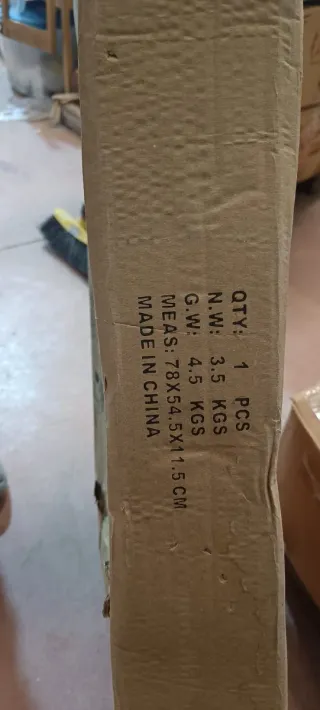 QTY: 1 PCS
N.W: 3.5 KGS
G.W: 4.5 KGS
MEAS: 78X54.5X11.5CM
MADE IN CHINA